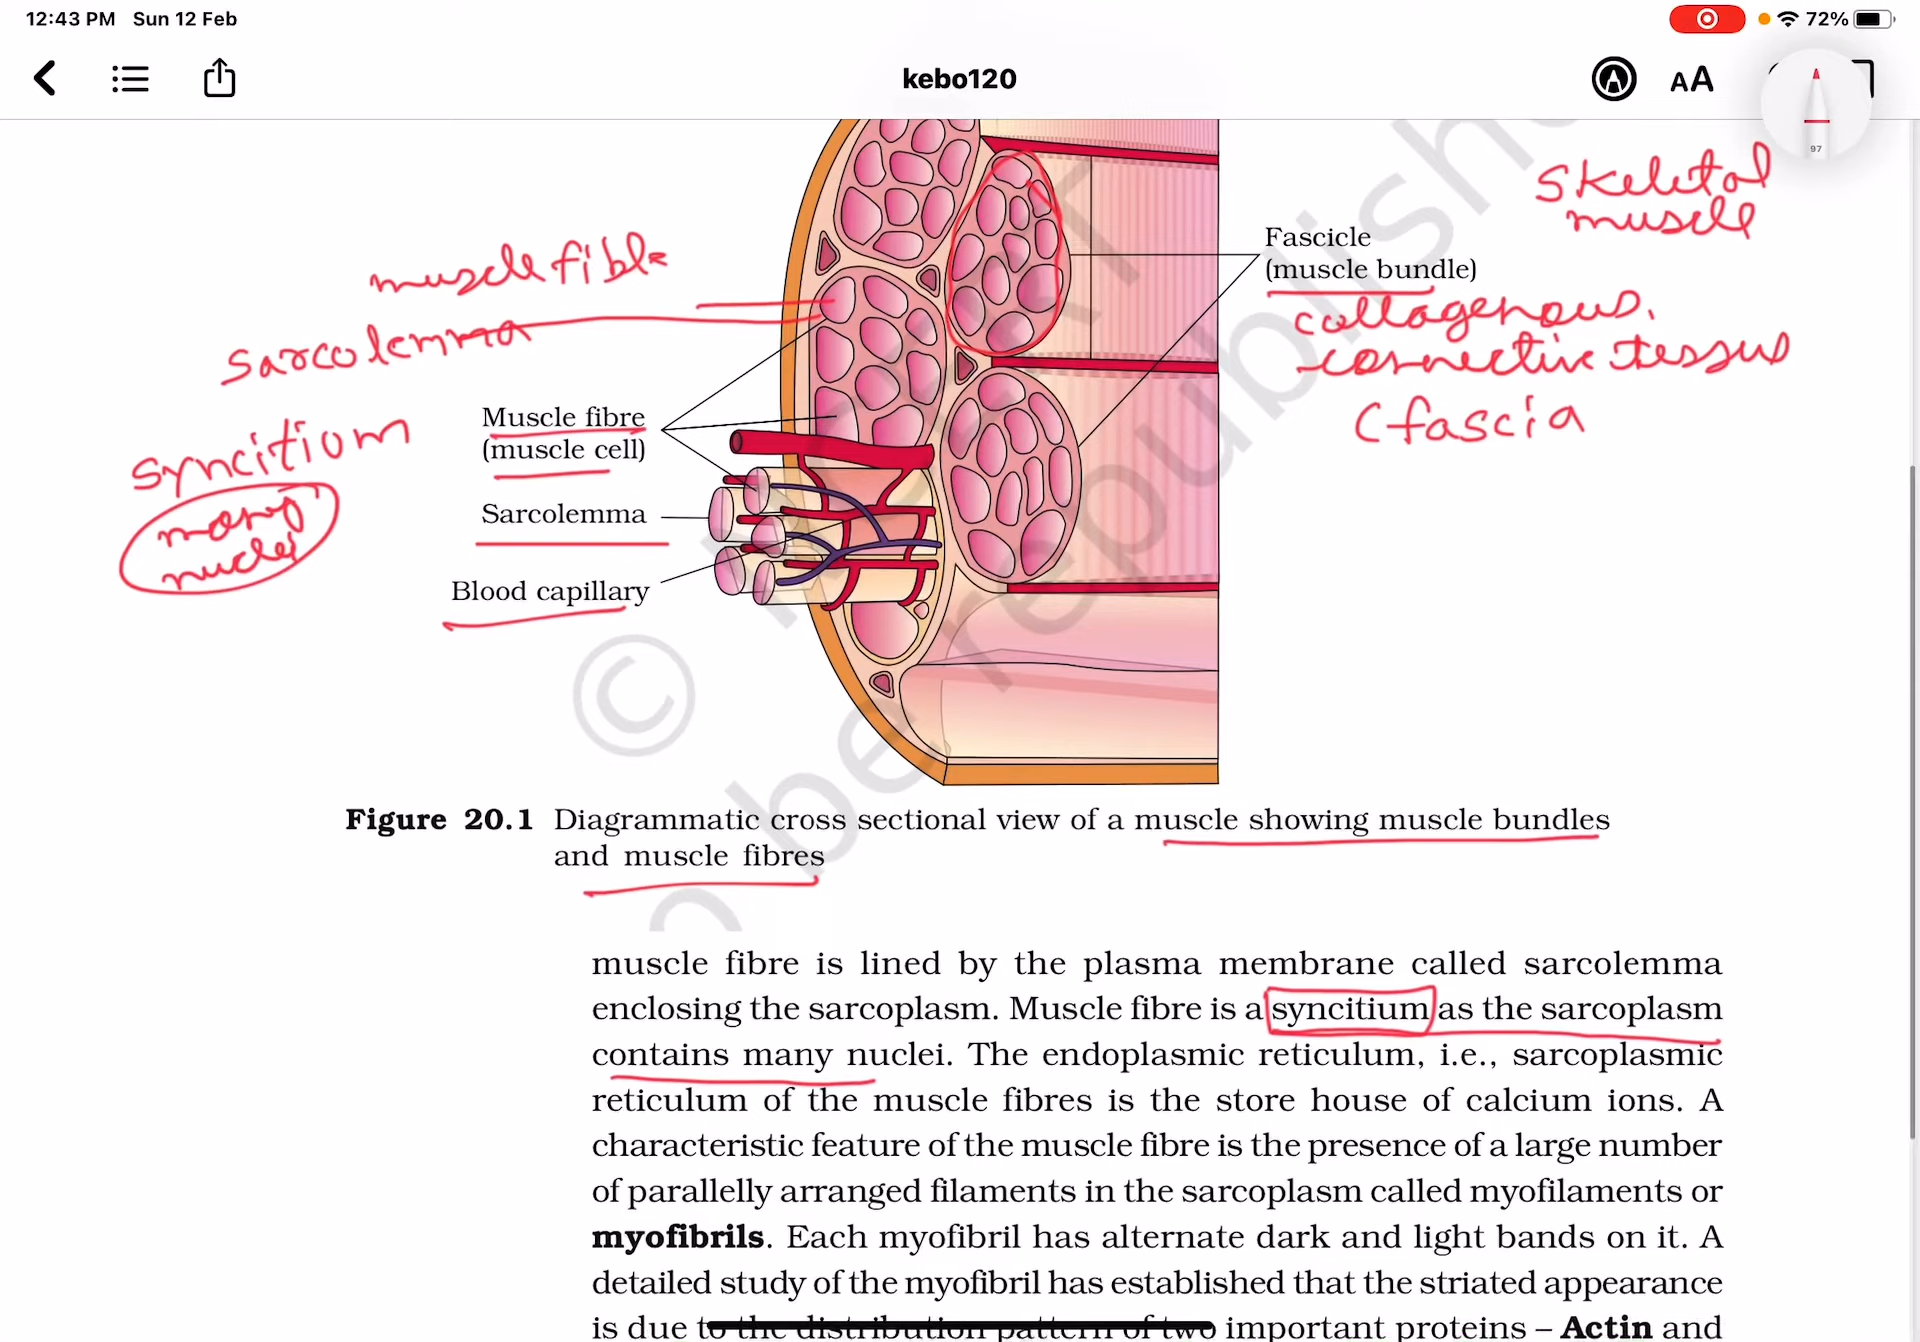 12:43 PM Sun 12 Feb
72%
kebo120
AA
97
skeletal
muscle
Fascicle
(muscle bundle)
collagenous.
connective tessus
(fascia
muscle fible
sarcolemma
syncitium
many
nuclei
Muscle fibre
(muscle cell)
Sarcolemma
Blood capillary
© 
be republishe
Figure 20.1 Diagrammatic cross sectional view of a muscle showing muscle bundles
and muscle fibres
muscle fibre is lined by the plasma membrane called sarcolemma
enclosing the sarcoplasm. Muscle fibre is a syncitium as the sarcoplasm
contains many nuclei. The endoplasmic reticulum, i.e., sarcoplasmic
reticulum of the muscle fibres is the store house of calcium ions. A
characteristic feature of the muscle fibre is the presence of a large number
of parallelly arranged filaments in the sarcoplasm called myofilaments or
myofibrils. Each myofibril has alternate dark and light bands on it. A
detailed study of the myofibril has established that the striated appearance
is due to the distribution pattern of two important proteins – Actin and